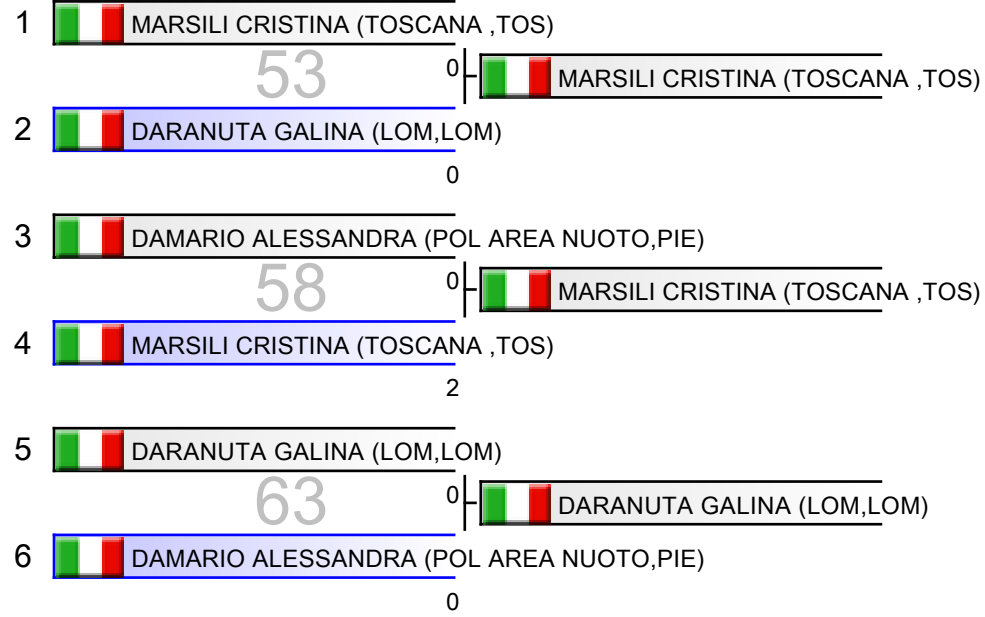 1 MARSILI CRISTINA (TOSCANA ,TOS)
53
0 MARSILI CRISTINA (TOSCANA ,TOS)
2 DARANUTA GALINA (LOM,LOM)
0
3 DAMARIO ALESSANDRA (POL AREA NUOTO,PIE)
58
0 MARSILI CRISTINA (TOSCANA ,TOS)
4 MARSILI CRISTINA (TOSCANA ,TOS)
2
5 DARANUTA GALINA (LOM,LOM)
63
0 DARANUTA GALINA (LOM,LOM)
6 DAMARIO ALESSANDRA (POL AREA NUOTO,PIE)
0